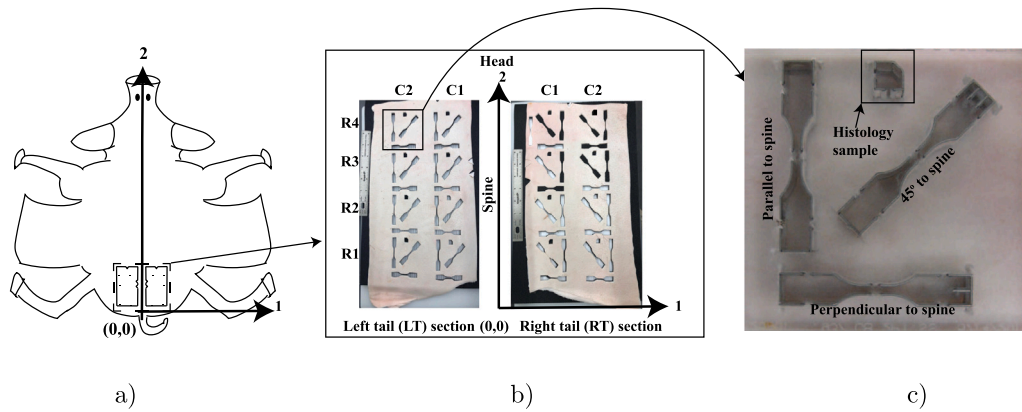 2
1
(0,0)
a)
Head
2
C2 C1 C1 C2
R4
R3
R2
R1
Spine
1
Left tail (LT) section (0,0) Right tail (RT) section
b)
Histology
sample
Parallel to spine
45° to spine
Perpendicular to spine
c)